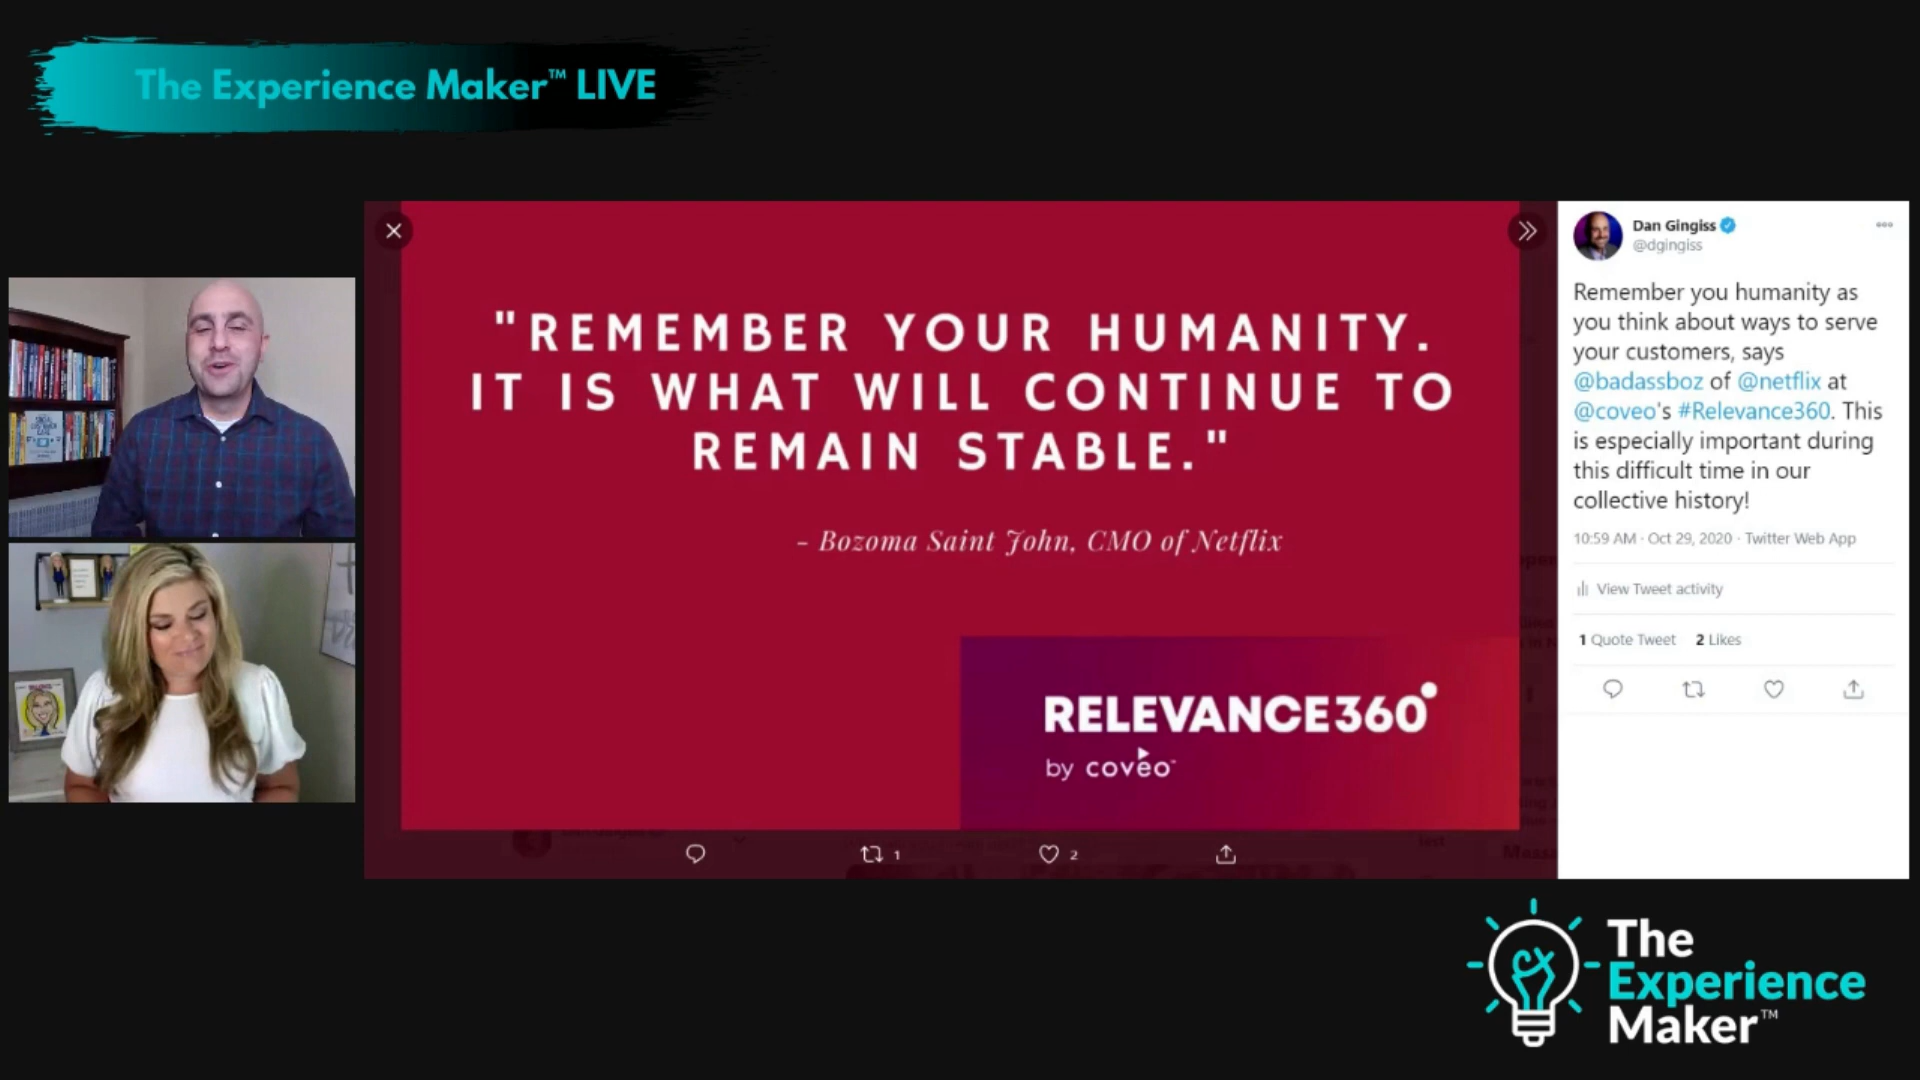 The Experience Maker™ LIVE
"REMEMBER YOUR HUMANITY.
IT IS WHAT WILL CONTINUE TO
REMAIN STABLE."
- Bozoma Saint John, CMO of Netflix
RELEVANCE360°
by coveo™
1
2
Dan Gingiss
@dgingiss
Remember you humanity as
you think about ways to serve
your customers, says
@badassboz of @netflix at
@coveo's #Relevance360. This
is especially important during
this difficult time in our
collective history!
10:59 AM · Oct 29, 2020 · Twitter Web App
View Tweet activity
1 Quote Tweet 2 Likes
cx
The
Experience
Maker™